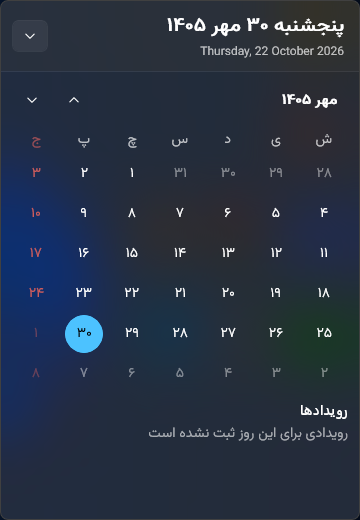 پنجشنبه ۳۰ مهر ۱۴۰۵
Thursday, 22 October 2026
مهر ۱۴۰۵
ش ی د س چ پ ج
۲۸ ۲۹ ۳۰ ۳۱ ۱ ۲ ۳
۴ ۵ ۶ ۷ ۸ ۹ ۱۰
۱۱ ۱۲ ۱۳ ۱۴ ۱۵ ۱۶ ۱۷
۱۸ ۱۹ ۲۰ ۲۱ ۲۲ ۲۳ ۲۴
۲۵ ۲۶ ۲۷ ۲۸ ۲۹ ۳۰ ۱
۲ ۳ ۴ ۵ ۶ ۷ ۸
رویدادها
رویدادی برای این روز ثبت نشده است